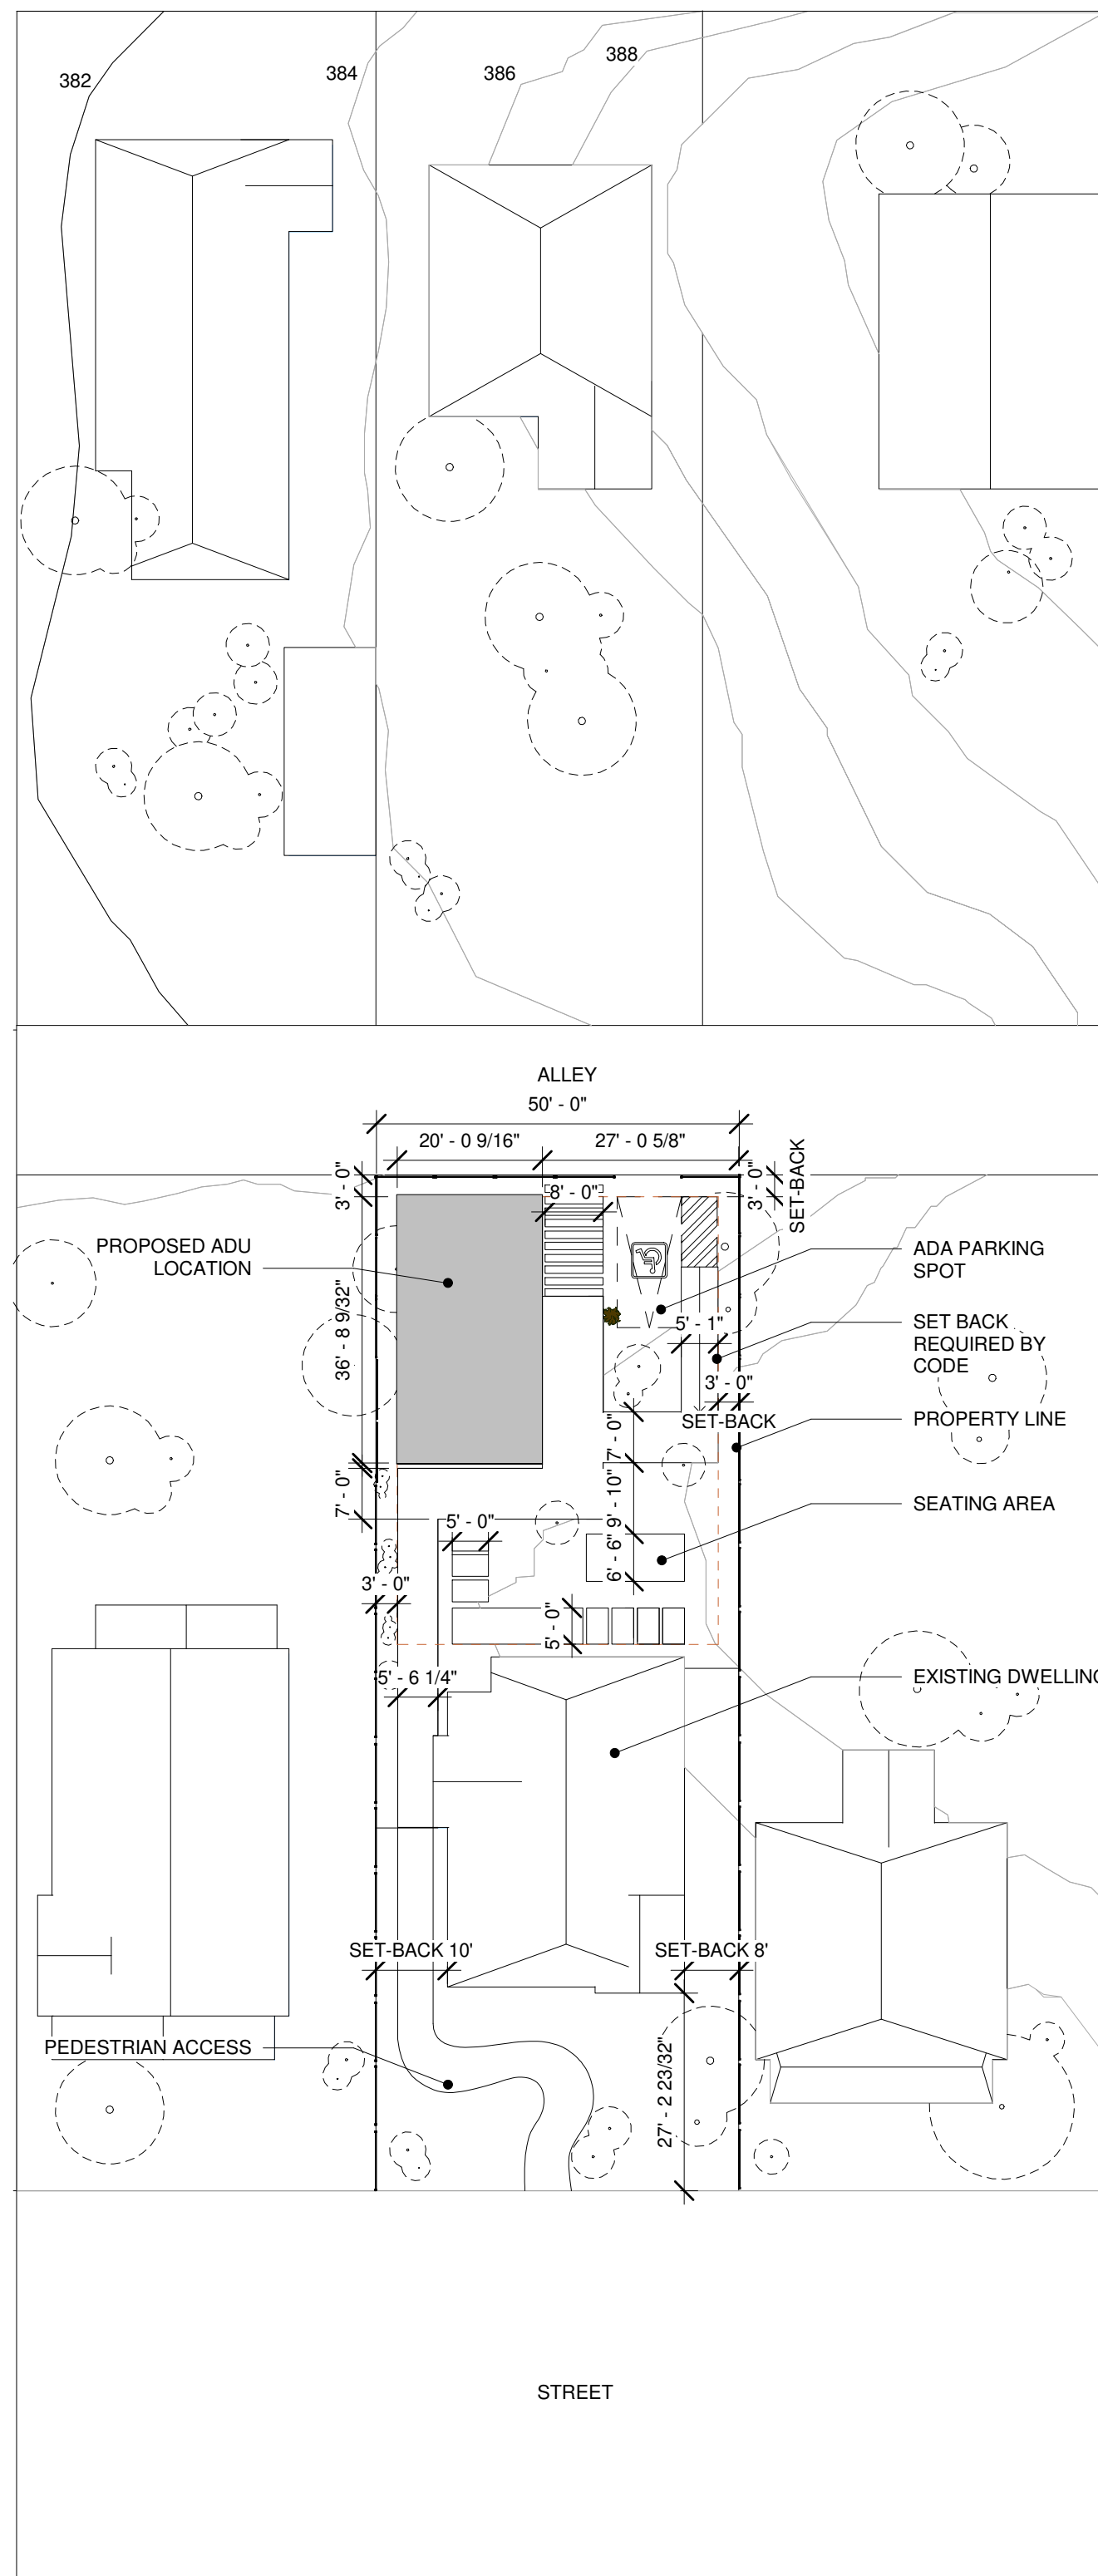 382
384
386
388
ALLEY
50' - 0"
20' - 0 9/16"
27' - 0 5/8"
3' - 0"
8' - 0"
3' - 0"
SET-BACK
PROPOSED ADU
LOCATION
ADA PARKING
SPOT
36' - 8 9/32"
5' - 1"
SET BACK
REQUIRED BY
CODE
3' - 0"
SET-BACK
PROPERTY LINE
7' - 0"
7' - 0"
9' - 10"
SEATING AREA
5' - 0"
6' - 6"
3' - 0"
5' - 0"
5' - 6 1/4"
EXISTING DWELLING
SET-BACK 10'
SET-BACK 8'
PEDESTRIAN ACCESS
27' - 2 23/32"
STREET